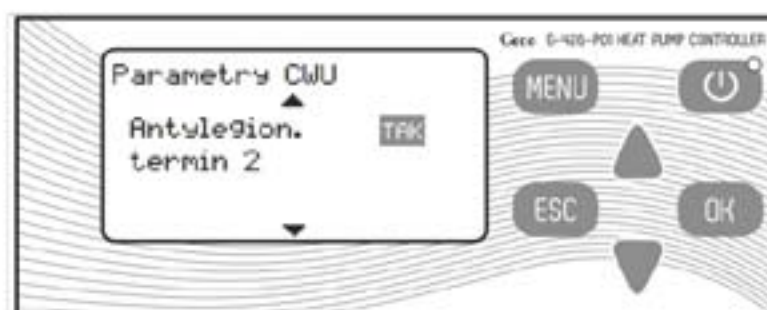 Geco G-426-P01 HEAT PUMP CONTROLLER
Parametry CWU
Antylegion. TAK
termin 2
MENU
ESC
OK